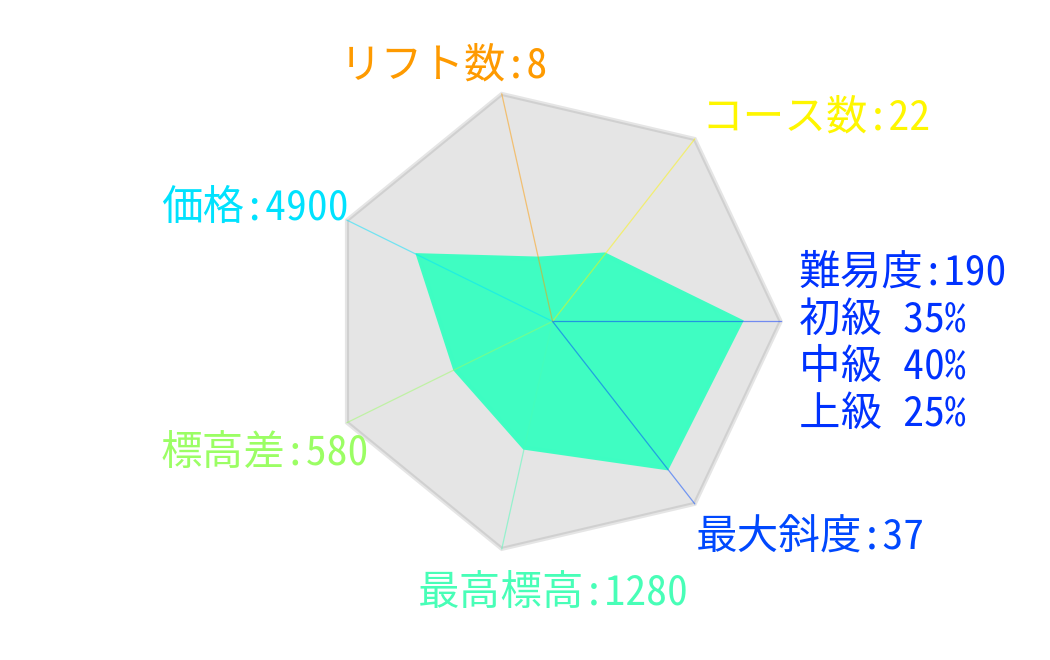 リフト数:8
コース数:22
価格:4900
難易度:190
初級 35%
中級 40%
上級 25%
標高差:580
最大斜度:37
最高標高:1280